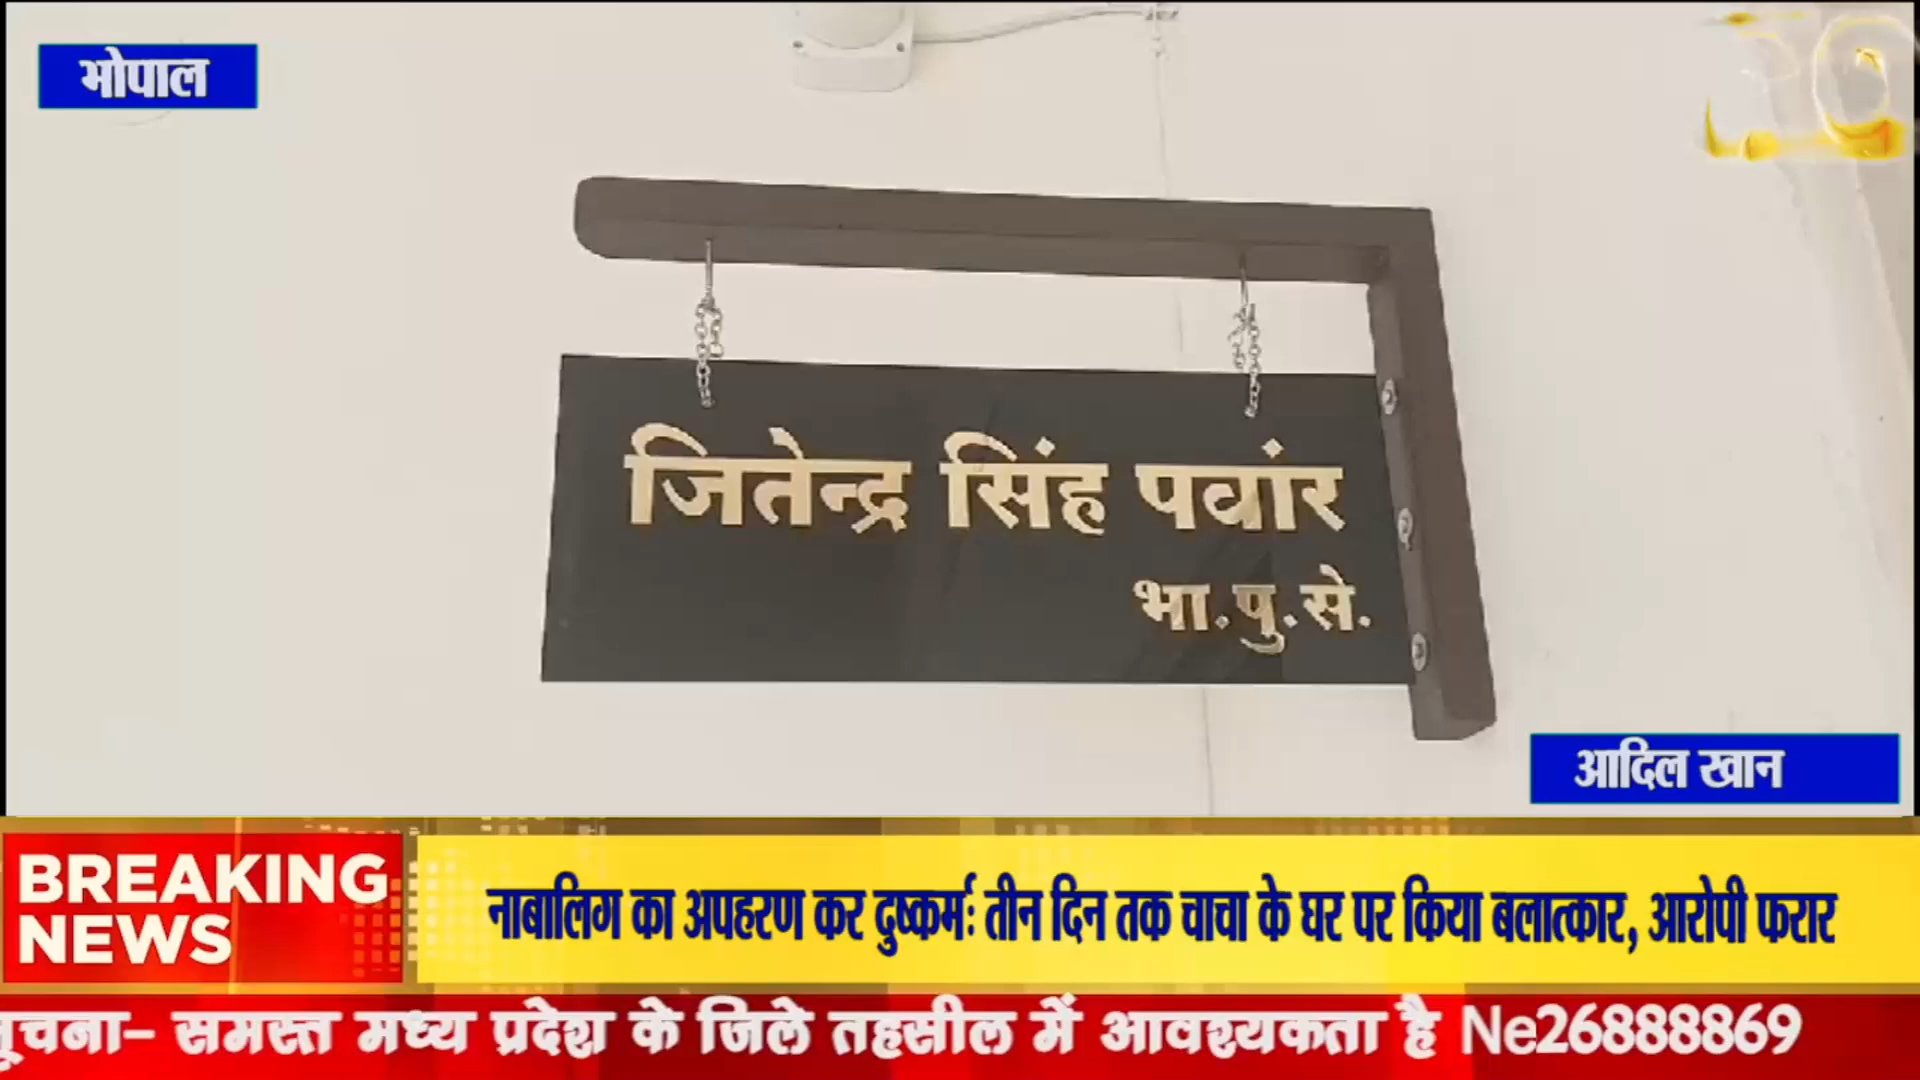 भोपाल
जितेन्द्र सिंह पवांर
भा.पु.से.
आदिल खान
BREAKING
NEWS
नाबालिग का अपहरण कर दुष्कर्मः तीन दिन तक चाचा के घर पर किया बलात्कार, आरोपी फरार
समस्त मध्य प्रदेश के जिले तहसील में आवश्यकता है Ne26888869